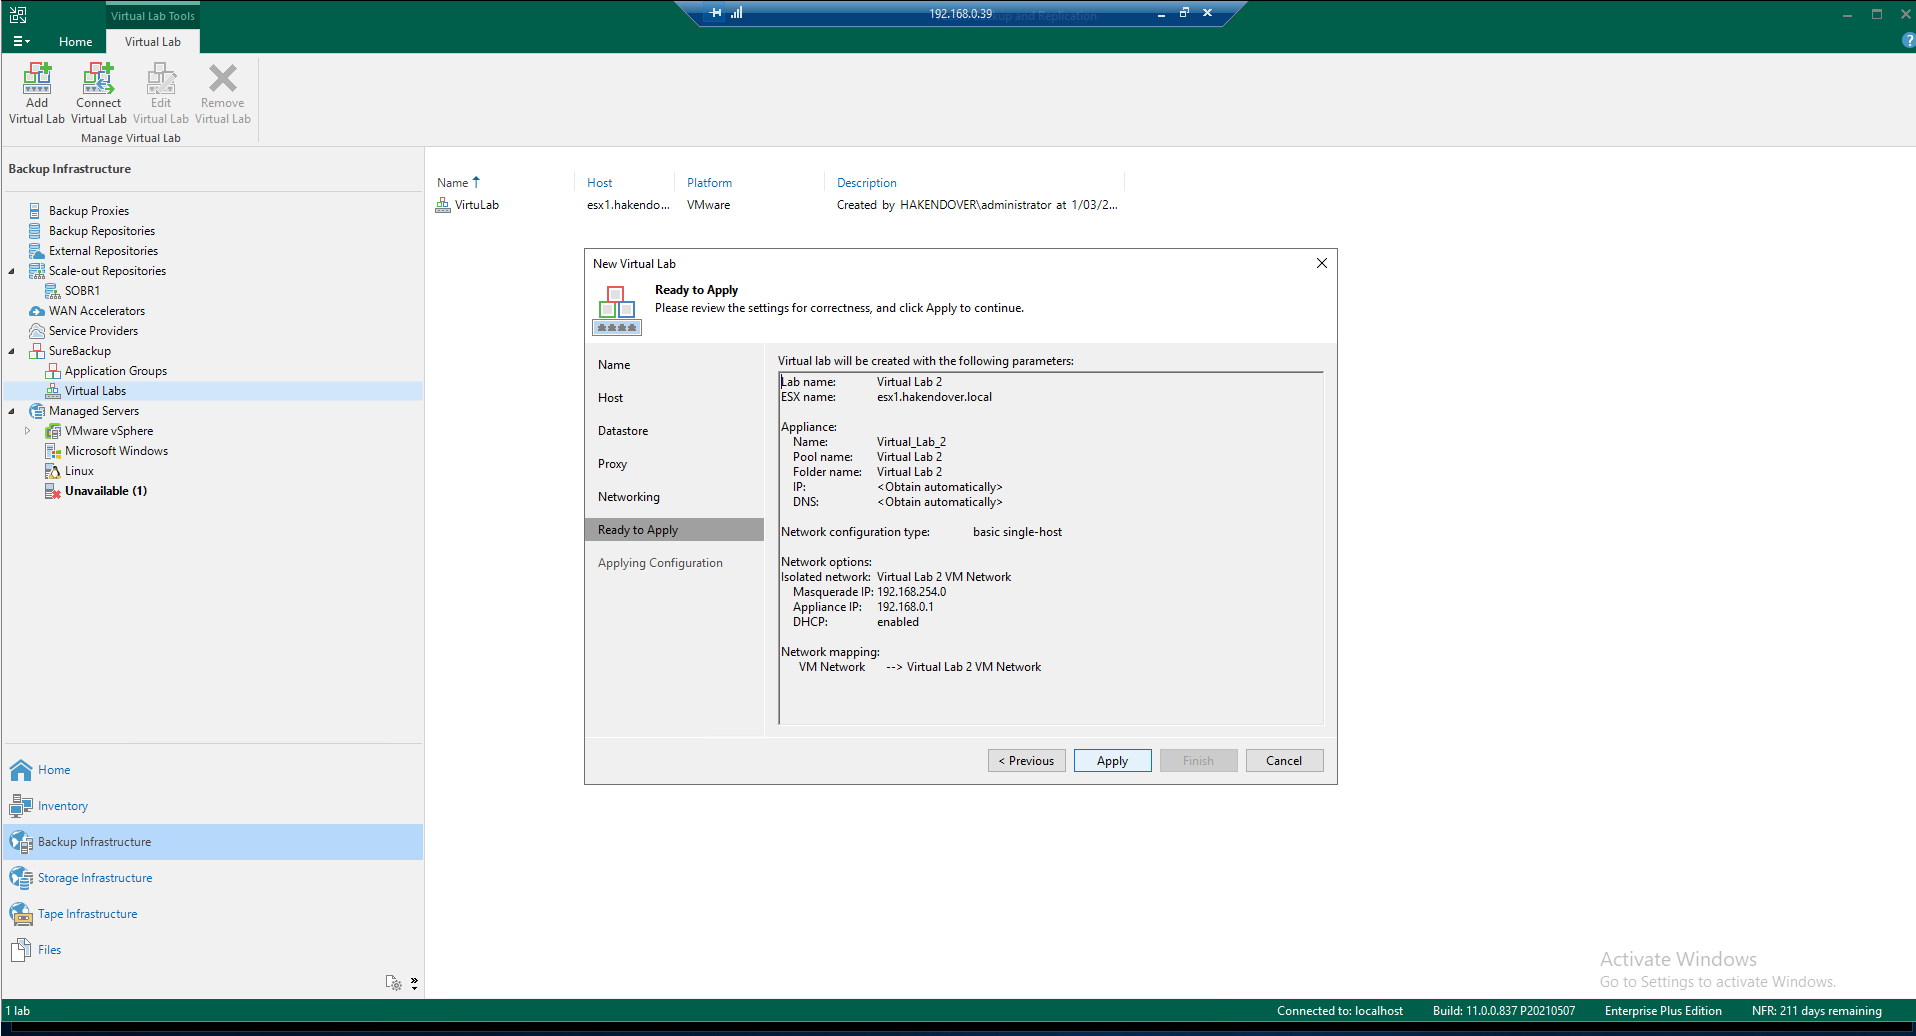 Virtual Lab Tools
192.168.0.39
up and Replication
Home
Virtual Lab
Add
Virtual Lab
Connect
Virtual Lab
Edit
Virtual Lab
Remove
Virtual Lab
Manage Virtual Lab
Backup Infrastructure
Backup Proxies
Backup Repositories
External Repositories
Scale-out Repositories
SOBR1
WAN Accelerators
Service Providers
SureBackup
Application Groups
Virtual Labs
Managed Servers
VMware vSphere
Microsoft Windows
Linux
Unavailable (1)
Home
Inventory
Backup Infrastructure
Storage Infrastructure
Tape Infrastructure
Files
Name Host Platform Description
VirtuLab esx1.hakendo... VMware Created by HAKENDOVER\administrator at 1/03/2...
New Virtual Lab
Ready to Apply
Please review the settings for correctness, and click Apply to continue.
Name
Host
Datastore
Proxy
Networking
Ready to Apply
Applying Configuration
Virtual lab will be created with the following parameters:
Lab name: Virtual Lab 2
ESX name: esx1.hakendover.local
Appliance:
Name: Virtual_Lab_2
Pool name: Virtual Lab 2
Folder name: Virtual Lab 2
IP: <Obtain automatically>
DNS: <Obtain automatically>
Network configuration type: basic single-host
Network options:
Isolated network: Virtual Lab 2 VM Network
Masquerade IP: 192.168.254.0
Appliance IP: 192.168.0.1
DHCP: enabled
Network mapping:
VM Network --> Virtual Lab 2 VM Network
< Previous
Apply
Finish
Cancel
Activate Windows
Go to Settings to activate Windows.
1 lab
Connected to: localhost
Build: 11.0.0.837 P20210507
Enterprise Plus Edition
NFR: 211 days remaining